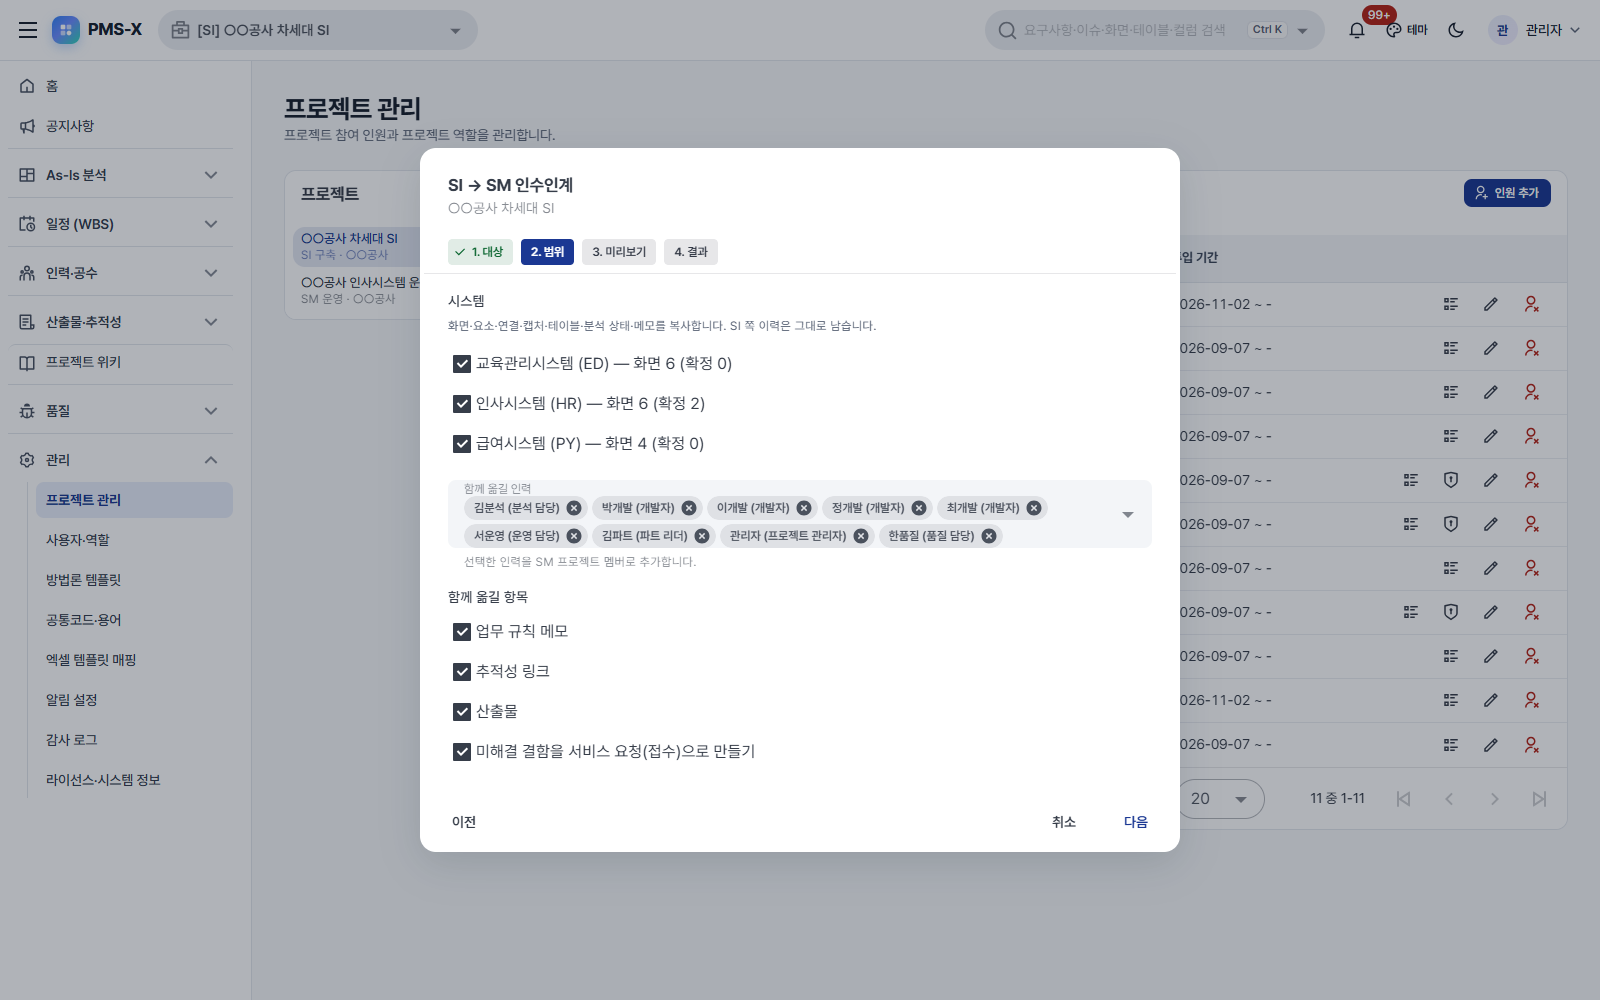 PMS-X
[SI] 〇〇공사 차세대 SI
요구사항·이슈·화면·테이블·컬럼 검색
Ctrl K
99+
테마
관
관리자
홈
공지사항
As-Is 분석
일정 (WBS)
인력·공수
산출물·추적성
프로젝트 위키
품질
관리
프로젝트 관리
사용자·역할
방법론 템플릿
공통코드·용어
엑셀 템플릿 매핑
알림 설정
감사 로그
라이선스·시스템 정보
프로젝트 관리
프로젝트 참여 인원과 프로젝트 역할을 관리합니다.
프로젝트
〇〇공사 차세대 SI
SI 구축 · 〇〇공사
〇〇공사 인사시스템 운
SM 운영 · 〇〇공사
인원 추가
기간
026-11-02 ~ -
026-09-07 ~ -
026-09-07 ~ -
026-09-07 ~ -
026-09-07 ~ -
026-09-07 ~ -
026-09-07 ~ -
026-09-07 ~ -
026-09-07 ~ -
026-11-02 ~ -
026-09-07 ~ -
20
11 중 1-11
SI → SM 인수인계
〇〇공사 차세대 SI
1. 대상
2. 범위
3. 미리보기
4. 결과
시스템
화면·요소·연결·캡처·테이블·분석 상태·메모를 복사합니다. SI 쪽 이력은 그대로 남습니다.
교육관리시스템 (ED) — 화면 6 (확정 0)
인사시스템 (HR) — 화면 6 (확정 2)
급여시스템 (PY) — 화면 4 (확정 0)
함께 옮길 인력
김분석 (분석 담당)
박개발 (개발자)
이개발 (개발자)
정개발 (개발자)
최개발 (개발자)
서운영 (운영 담당)
김파트 (파트 리더)
관리자 (프로젝트 관리자)
한품질 (품질 담당)
선택한 인력을 SM 프로젝트 멤버로 추가합니다.
함께 옮길 항목
업무 규칙 메모
추적성 링크
산출물
미해결 결함을 서비스 요청(접수)으로 만들기
이전
취소
다음